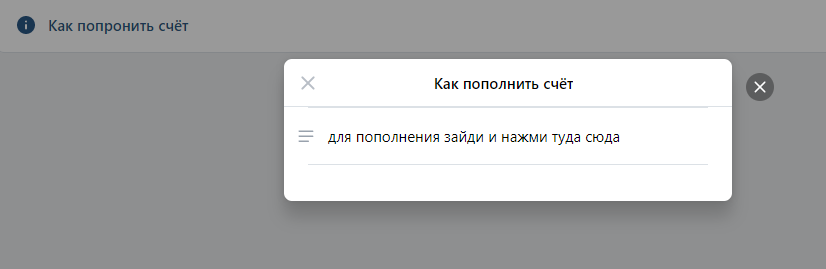 Как попронить счёт
Как пополнить счёт
для пополнения зайди и нажми туда сюда